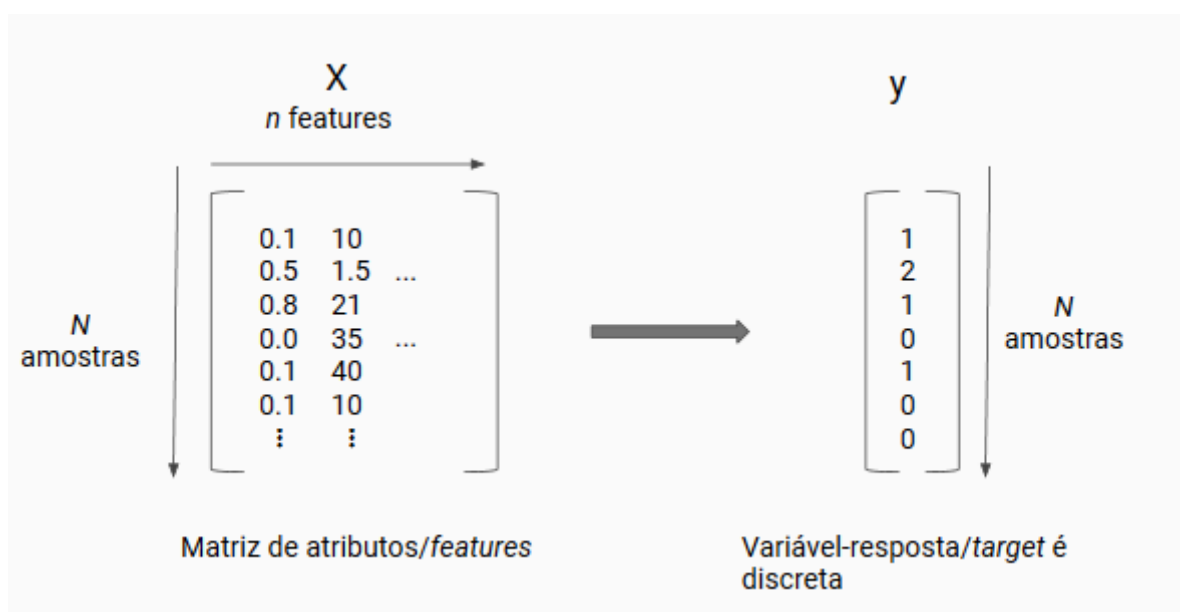 X
n features
y
N
amostras
0.1 10
0.5 1.5 ...
0.8 21
0.0 35 ...
0.1 40
0.1 10
⋮ ⋮
1
2
1
0
1
0
0
N
amostras
Matriz de atributos/features
Variável-resposta/target é
discreta